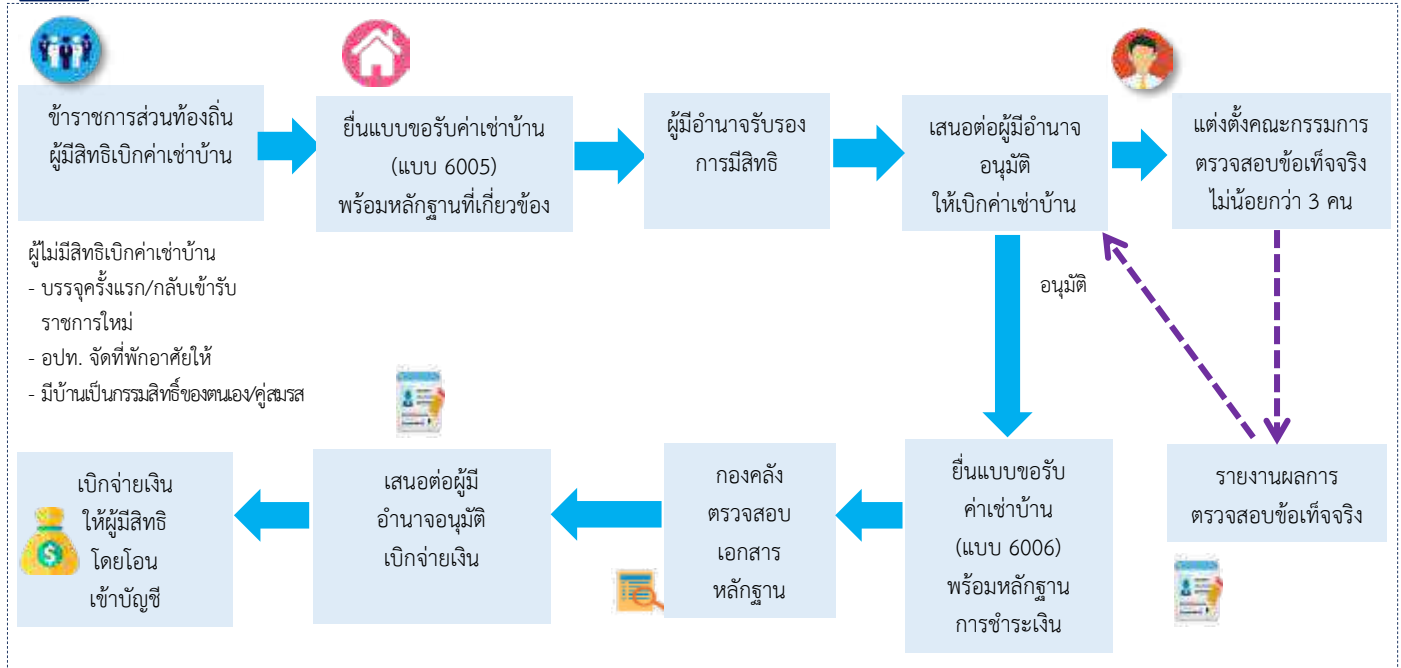 ข้าราชการส่วนท้องถิ่น
ผู้มีสิทธิเบิกค่าเช่าบ้าน
ยื่นแบบขอรับค่าเช่าบ้าน
(แบบ 6005)
พร้อมหลักฐานที่เกี่ยวข้อง
ผู้มีอำนาจรับรอง
การมีสิทธิ
เสนอต่อผู้มีอำนาจ
อนุมัติ
ให้เบิกค่าเช่าบ้าน
แต่งตั้งคณะกรรมการ
ตรวจสอบข้อเท็จจริง
ไม่น้อยกว่า 3 คน
ผู้ไม่มีสิทธิเบิกค่าเช่าบ้าน
- บรรจุครั้งแรก/กลับเข้ารับ
ราชการใหม่
- อปท. จัดที่พักอาศัยให้
- มีบ้านเป็นกรรมสิทธิ์ของตนเอง/คู่สมรส
อนุมัติ
รายงานผลการ
ตรวจสอบข้อเท็จจริง
ยื่นแบบขอรับ
ค่าเช่าบ้าน
(แบบ 6006)
พร้อมหลักฐาน
การชำระเงิน
กองคลัง
ตรวจสอบ
เอกสาร
หลักฐาน
เสนอต่อผู้มี
อำนาจอนุมัติ
เบิกจ่ายเงิน
เบิกจ่ายเงิน
ให้ผู้มีสิทธิ
โดยโอน
เข้าบัญชี